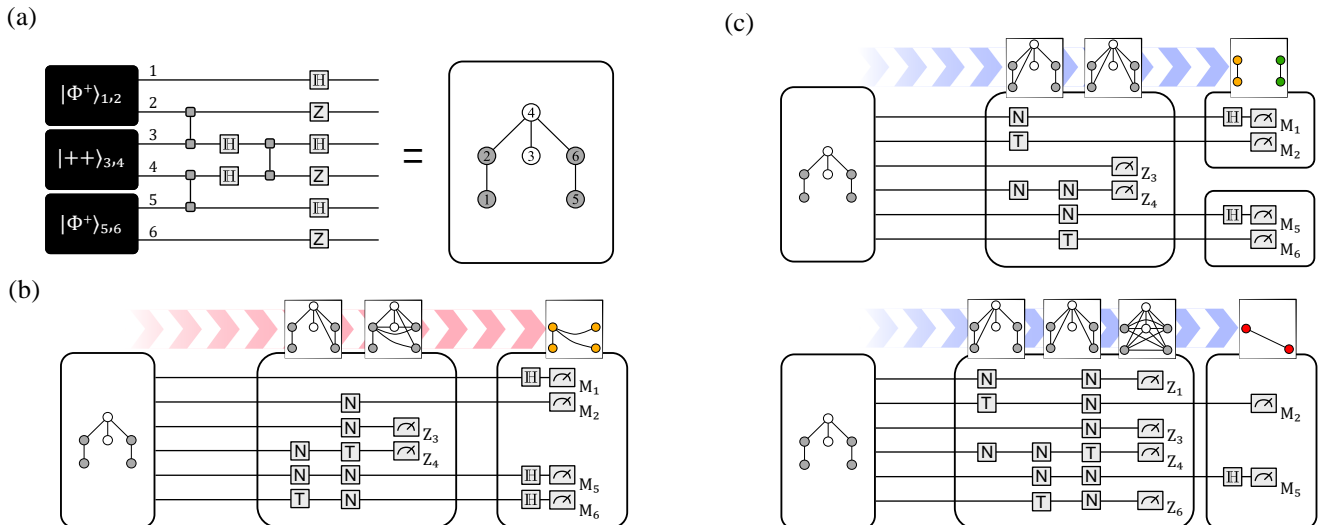 (a)
|Φ⁺⟩₁,₂
|++⟩₃,₄
|Φ⁺⟩₅,₆
1
2
3
4
5
6
ℍ
Z
ℍ ℍ
ℍ Z
ℍ
Z
=
4
2 3 6
1 5
(b)
ℍ M₁
N M₂
N Z₃
N T Z₄
N N ℍ M₅
T N ℍ M₆
(c)
N ℍ M₁
T M₂
Z₃
N N Z₄
N ℍ M₅
T M₆
N N Z₁
T N M₂
N Z₃
N N T Z₄
N N ℍ M₅
T N Z₆